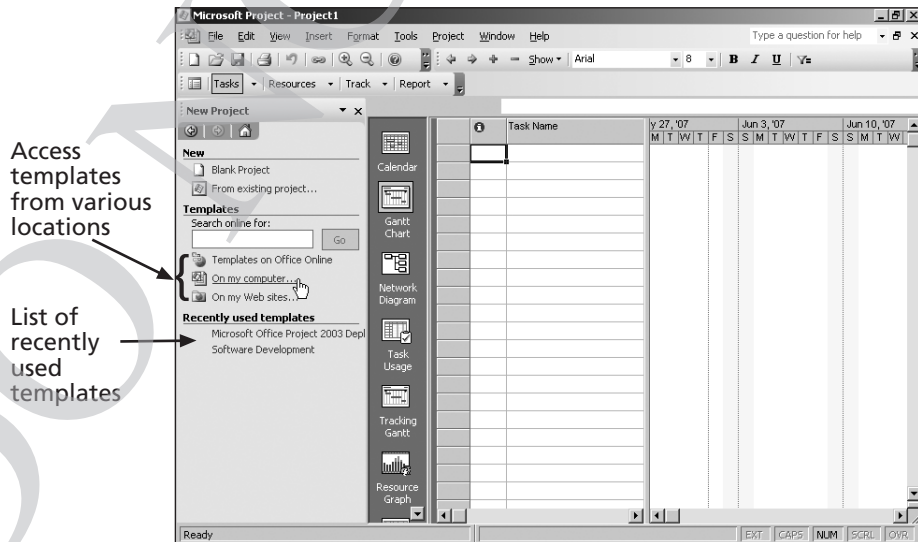 Microsoft Project - Project1
File Edit View Insert Format Tools Project Window Help
Type a question for help
Show
Arial
8
B I U
Tasks Resources Track Report
New Project
New
Blank Project
From existing project...
Templates
Search online for:
Go
Templates on Office Online
On my computer...
On my Web sites...
Recently used templates
Microsoft Office Project 2003 Depl
Software Development
Access
templates
from various
locations
List of
recently
used
templates
Calendar
Gantt
Chart
Network
Diagram
Task
Usage
Tracking
Gantt
Resource
Graph
Task Name
y 27, '07 Jun 3, '07 Jun 10, '07
M T W T F S S M T W T F S S M T W
Ready
EXT CAPS NUM SCRL OVR